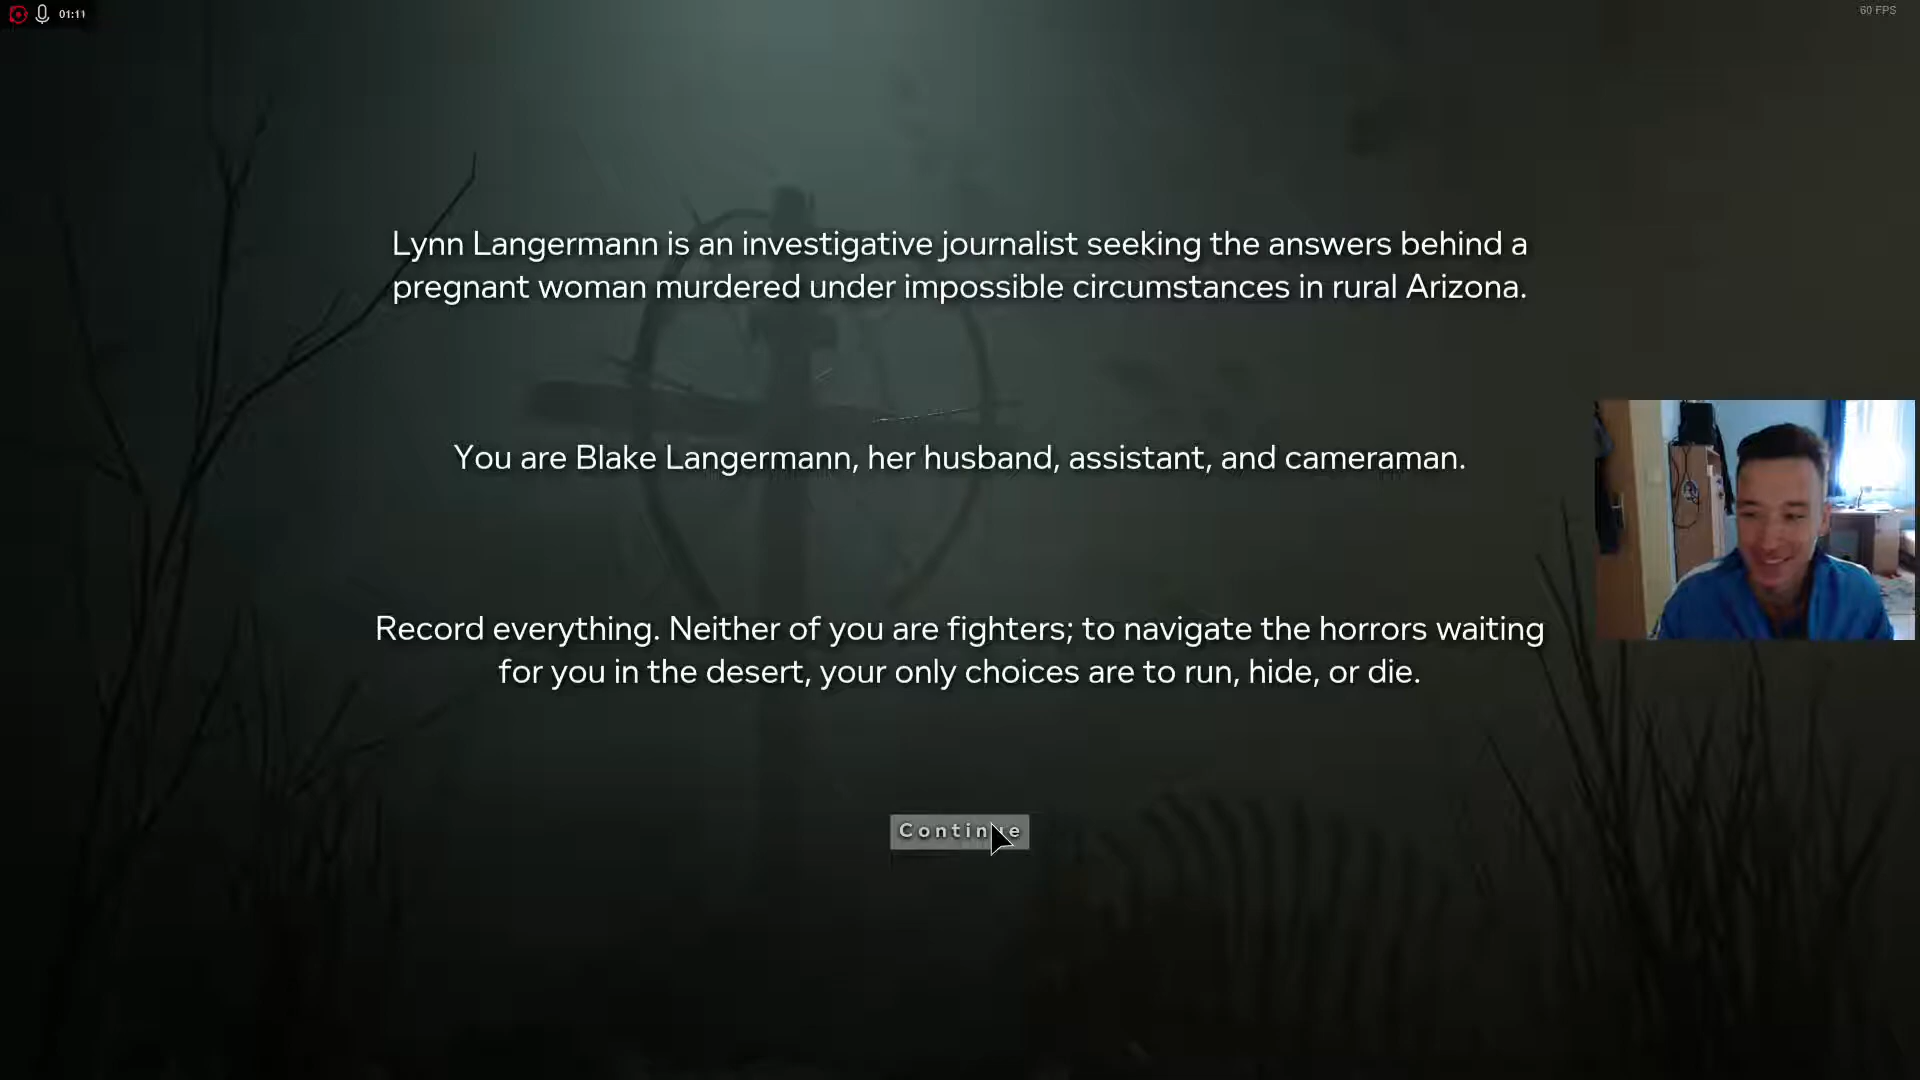 01:11
60 FPS
Lynn Langermann is an investigative journalist seeking the answers behind a
pregnant woman murdered under impossible circumstances in rural Arizona.
You are Blake Langermann, her husband, assistant, and cameraman.
Record everything. Neither of you are fighters; to navigate the horrors waiting
for you in the desert, your only choices are to run, hide, or die.
Continue